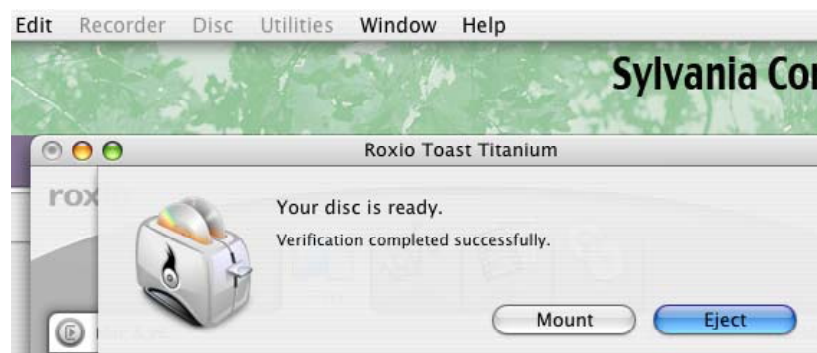 Edit Recorder Disc Utilities Window Help
Sylvania Co
Roxio Toast Titanium
rox
Your disc is ready.
Verification completed successfully.
Mount Eject